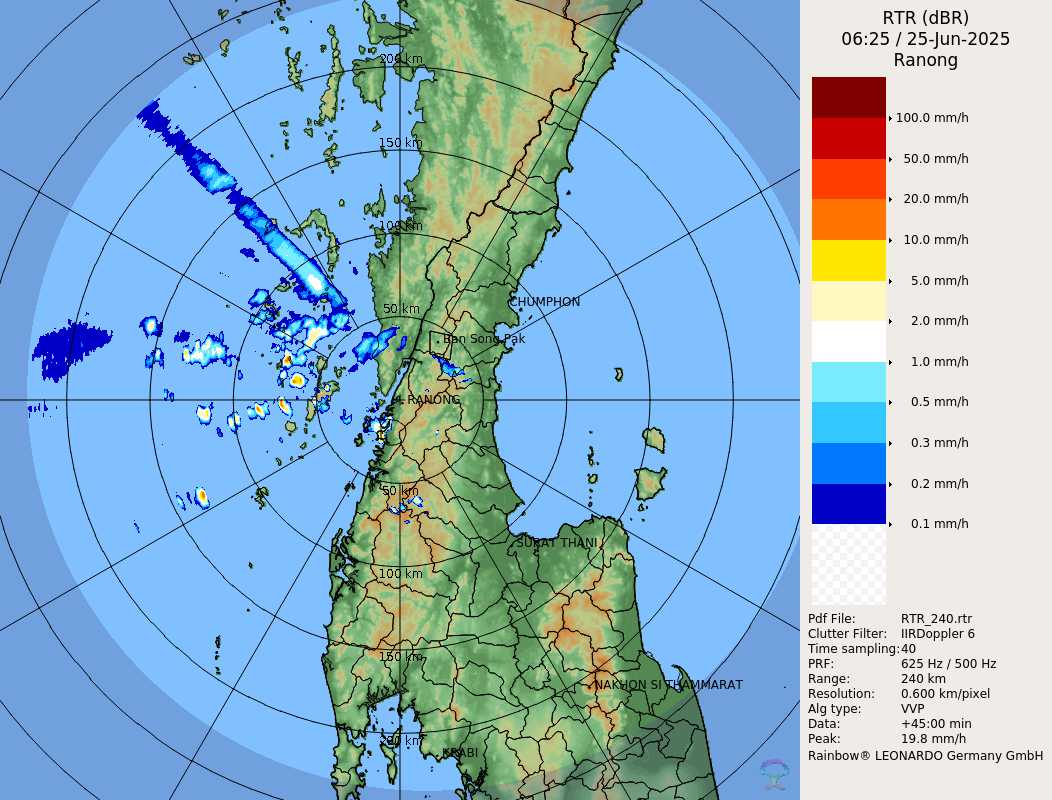 RTR (dBR)
06:25 / 25-Jun-2025
Ranong
100.0 mm/h
50.0 mm/h
20.0 mm/h
10.0 mm/h
5.0 mm/h
2.0 mm/h
1.0 mm/h
0.5 mm/h
0.3 mm/h
0.2 mm/h
0.1 mm/h
Pdf File: RTR_240.rtr
Clutter Filter: IIRDoppler 6
Time sampling:40
PRF: 625 Hz / 500 Hz
Range: 240 km
Resolution: 0.600 km/pixel
Alg type: VVP
Data: +45:00 min
Peak: 19.8 mm/h
Rainbow® LEONARDO Germany GmbH
200 km
150 km
100 km
50 km
CHUMPHON
Ban Song Pak
RANONG
50 km
SURAT THANI
100 km
150 km
NAKHON SI THAMMARAT
200 km
KRABI